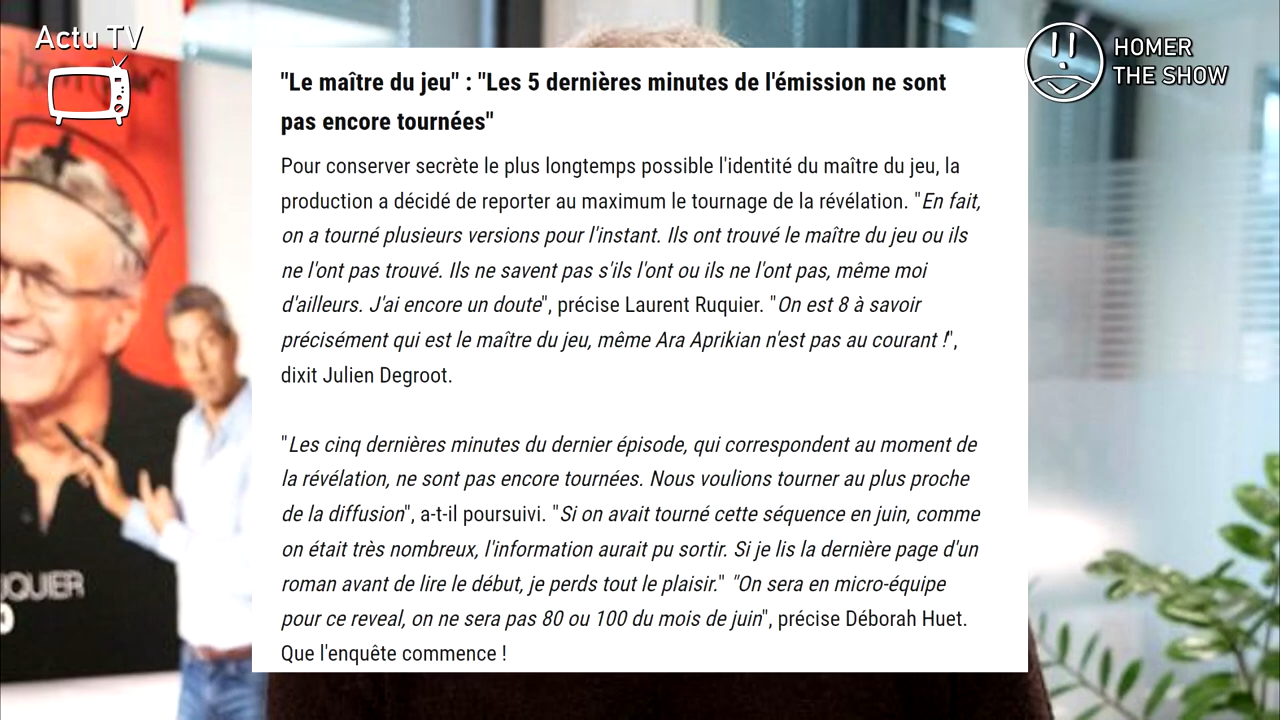 Actu TV
HOMER
THE SHOW
"Le maître du jeu" : "Les 5 dernières minutes de l'émission ne sont
pas encore tournées"
Pour conserver secrète le plus longtemps possible l'identité du maître du jeu, la
production a décidé de reporter au maximum le tournage de la révélation. "En fait,
on a tourné plusieurs versions pour l'instant. Ils ont trouvé le maître du jeu ou ils
ne l'ont pas trouvé. Ils ne savent pas s'ils l'ont ou ils ne l'ont pas, même moi
d'ailleurs. J'ai encore un doute", précise Laurent Ruquier. "On est 8 à savoir
précisément qui est le maître du jeu, même Ara Aprikian n'est pas au courant !",
dixit Julien Degroot.
"Les cinq dernières minutes du dernier épisode, qui correspondent au moment de
la révélation, ne sont pas encore tournées. Nous voulions tourner au plus proche
de la diffusion", a-t-il poursuivi. "Si on avait tourné cette séquence en juin, comme
on était très nombreux, l'information aurait pu sortir. Si je lis la dernière page d'un
roman avant de lire le début, je perds tout le plaisir." "On sera en micro-équipe
pour ce reveal, on ne sera pas 80 ou 100 du mois de juin", précise Déborah Huet.
Que l'enquête commence !